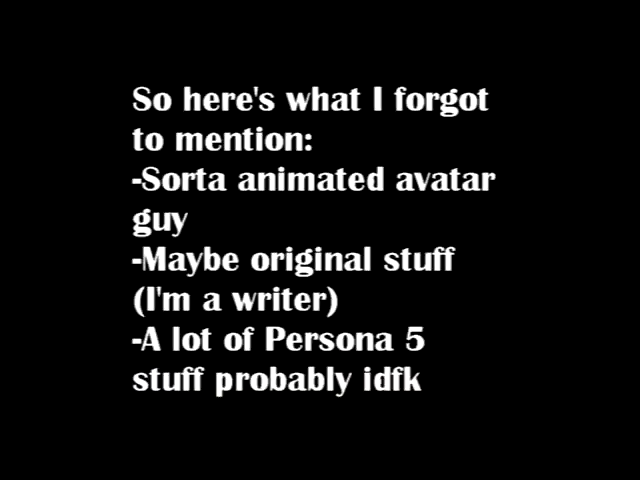 So here's what I forgot
to mention:
-Sorta animated avatar
guy
-Maybe original stuff
(I'm a writer)
-A lot of Persona 5
stuff probably idfk